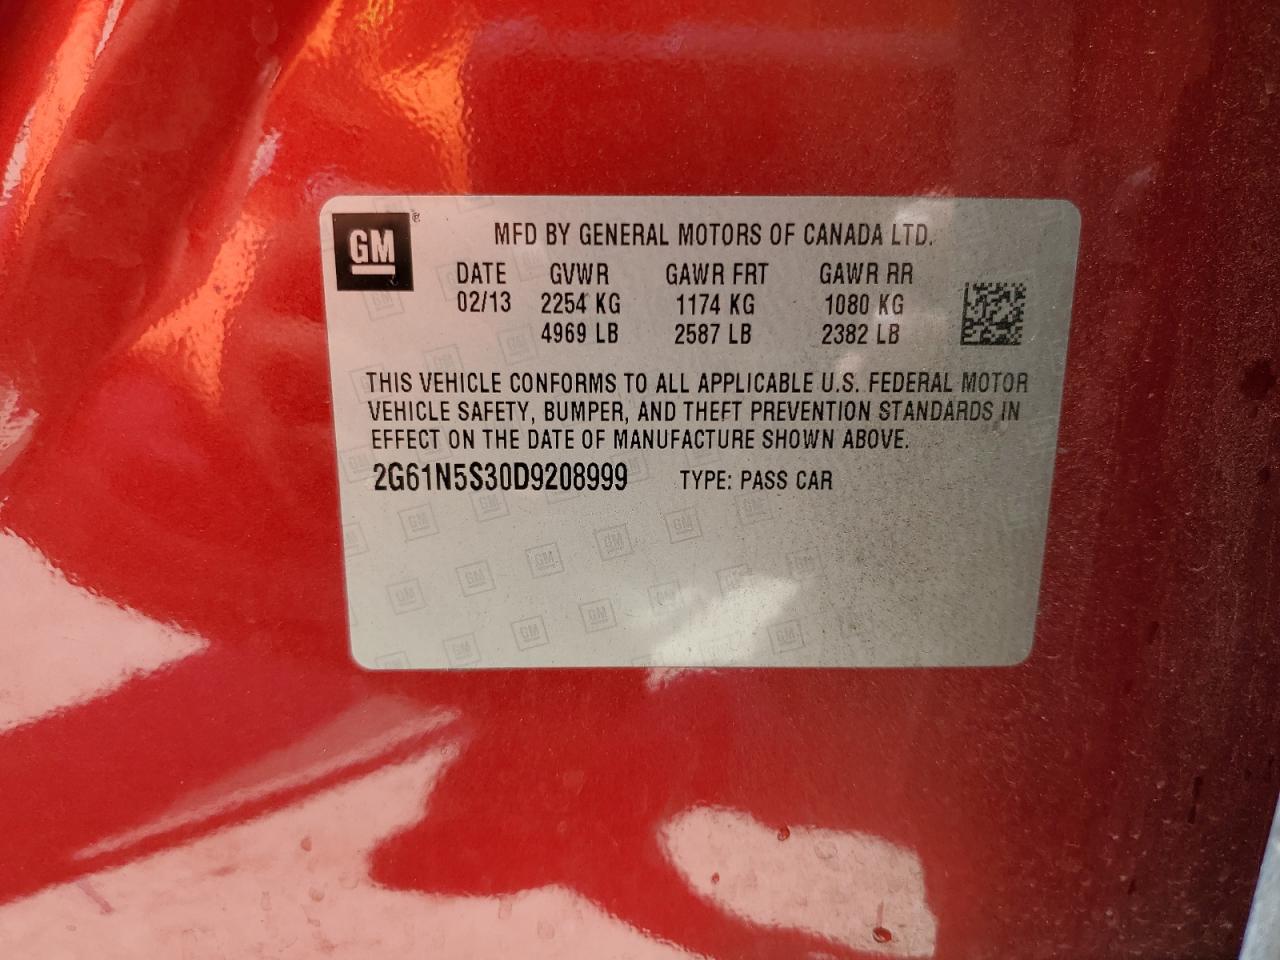 GM ® MFD BY GENERAL MOTORS OF CANADA LTD.
DATE GVWR GAWR FRT GAWR RR
02/13 2254 KG 1174 KG 1080 KG
4969 LB 2587 LB 2382 LB
THIS VEHICLE CONFORMS TO ALL APPLICABLE U.S. FEDERAL MOTOR
VEHICLE SAFETY, BUMPER, AND THEFT PREVENTION STANDARDS IN
EFFECT ON THE DATE OF MANUFACTURE SHOWN ABOVE.
2G61N5S30D9208999 TYPE: PASS CAR